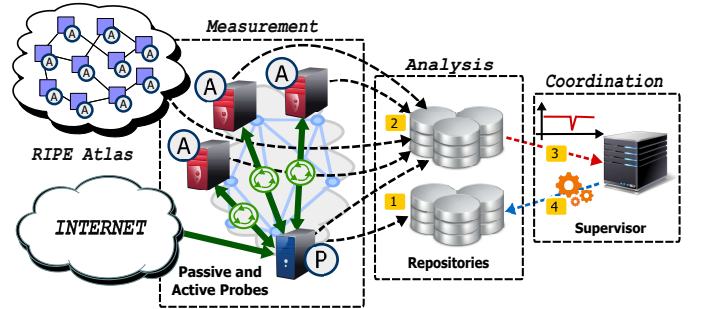 Measurement
Analysis
Coordination
A
A
A
A
A
A
A
A
A
A
A
A
RIPE Atlas
INTERNET
P
Passive and
Active Probes
2
1
Repositories
3
4
Supervisor